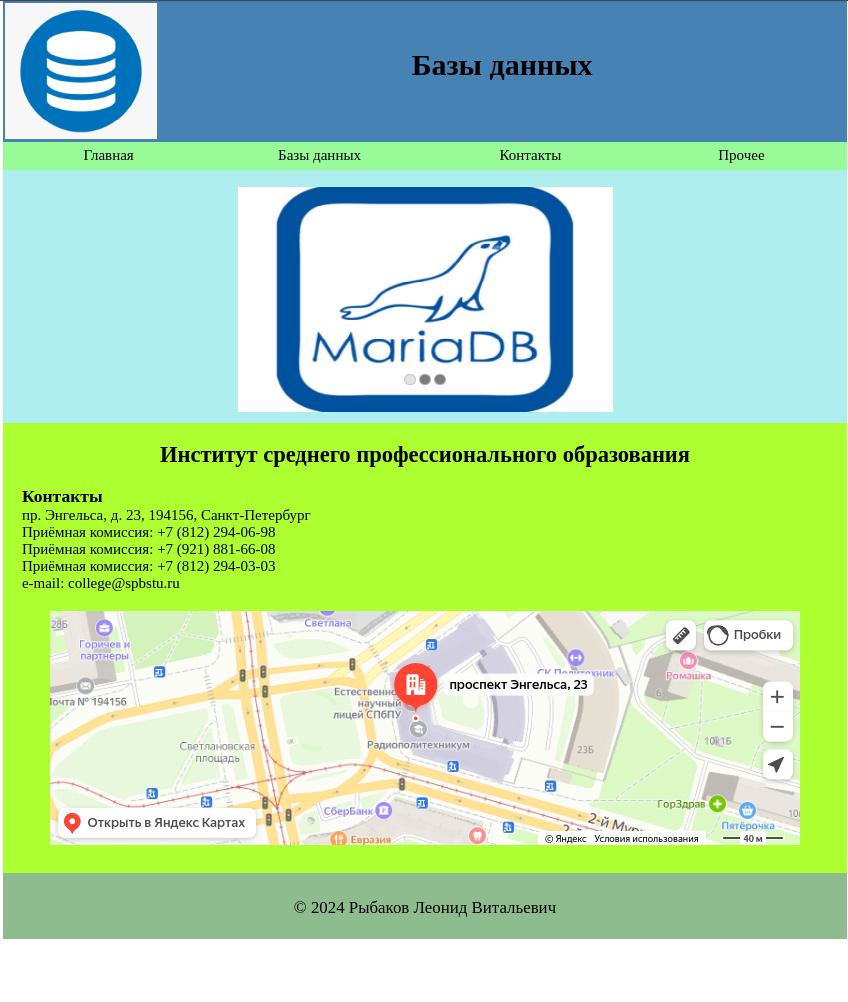 Базы данных
Главная
Базы данных
Контакты
Прочее
MariaDB
Институт среднего профессионального образования
Контакты
пр. Энгельса, д. 23, 194156, Санкт-Петербург
Приёмная комиссия: +7 (812) 294-06-98
Приёмная комиссия: +7 (921) 881-66-08
Приёмная комиссия: +7 (812) 294-03-03
e-mail: college@spbstu.ru
28Б
Светлана
Пробки
Горичев и
партнеры
СК Политехник
Ромашка
Естественно-
научный
лицей СПбПУ
проспект Энгельса, 23
Почта № 194156
Радиополитехникум
Светлановская
площадь
23Б
10к1Б
ГорЗдрав
СберБанк
Пятёрочка
Открыть в Яндекс Картах
Евразия
2-й Мур
© Яндекс
Условия использования
40 м
10
© 2024 Рыбаков Леонид Витальевич